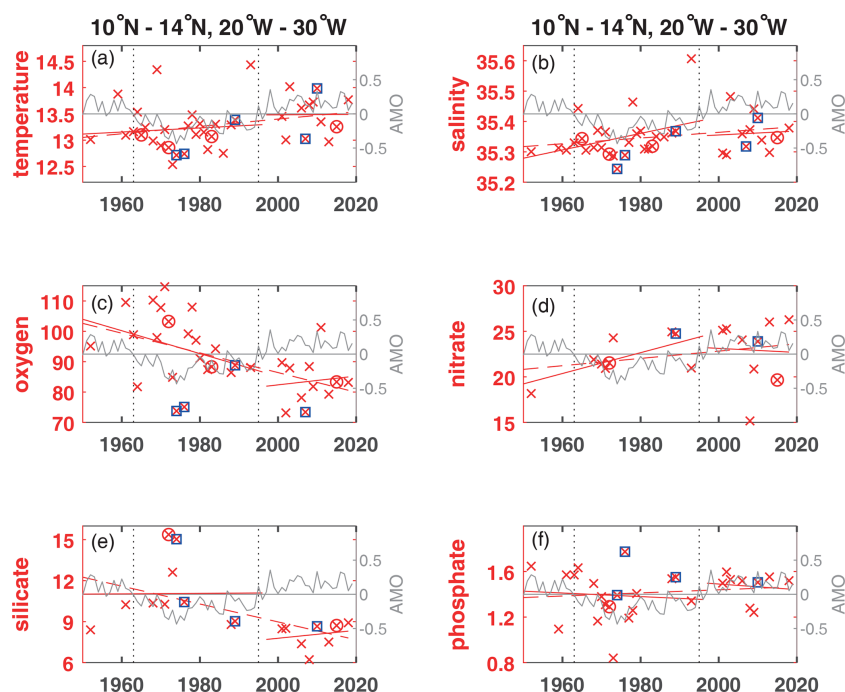 10°N - 14°N, 20°W - 30°W
10°N - 14°N, 20°W - 30°W
(a)
temperature
14.5
14
13.5
13
12.5
0.5
0
-0.5
AMO
1960 1980 2000 2020
(b)
salinity
35.6
35.5
35.4
35.3
35.2
0.5
0
-0.5
AMO
1960 1980 2000 2020
(c)
oxygen
110
100
90
80
70
0.5
0
-0.5
AMO
1960 1980 2000 2020
(d)
nitrate
30
25
20
15
0.5
0
-0.5
AMO
1960 1980 2000 2020
(e)
silicate
15
12
9
6
0.5
0
-0.5
AMO
1960 1980 2000 2020
(f)
phosphate
1.6
1.4
1.2
0.8
0.5
0
-0.5
AMO
1960 1980 2000 2020